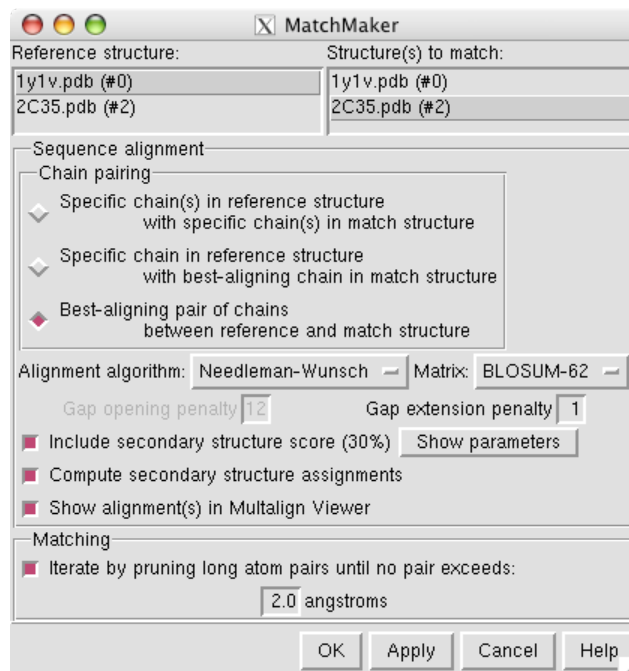 MatchMaker
Reference structure: Structure(s) to match:
1y1v.pdb (#0) 1y1v.pdb (#0)
2C35.pdb (#2) 2C35.pdb (#2)
Sequence alignment
Chain pairing
Specific chain(s) in reference structure
with specific chain(s) in match structure
Specific chain in reference structure
with best-aligning chain in match structure
Best-aligning pair of chains
between reference and match structure
Alignment algorithm: Needleman-Wunsch Matrix: BLOSUM-62
Gap opening penalty 12 Gap extension penalty 1
Include secondary structure score (30%) Show parameters
Compute secondary structure assignments
Show alignment(s) in Multalign Viewer
Matching
Iterate by pruning long atom pairs until no pair exceeds:
2.0 angstroms
OK Apply Cancel Help